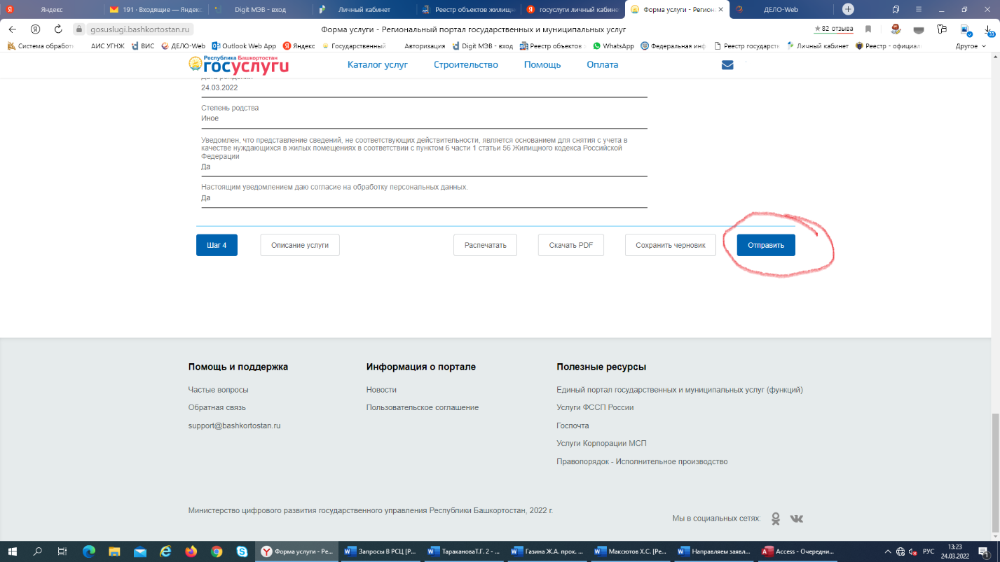 Яндекс
191 · Входящие — Яндекс
Digit МЭВ - вход
Личный кабинет
Реестр объектов жилищн
госуслуги личный кабине
Форма услуги - Регион
ДЕЛО-Web
gosuslugi.bashkortostan.ru
Форма услуги - Региональный портал государственных и муниципальных услуг
82 отзыва
33
Система обработ
АИС УГНЖ
ВИС
ДЕЛО-Web
Outlook Web App
Яндекс
Государственный
Авторизация
Digit МЭВ - вход
Реестр объектов
WhatsApp
Федеральная инф
Реестр государств
Личный кабинет
Реестр - официал
Другое
Республика Башкортостан
госуслуги
Каталог услуг
Строительство
Помощь
Оплата
Дата рождения
24.03.2022
Степень родства
Иное
Уведомлен, что представление сведений, не соответствующих действительности, является основанием для снятия с учета в
качестве нуждающихся в жилых помещениях в соответствии с пунктом 6 части 1 статьи 56 Жилищного кодекса Российской
Федерации
Да
Настоящим уведомлением даю согласие на обработку персональных данных.
Да
Шаг 4
Описание услуги
Распечатать
Скачать PDF
Сохранить черновик
Отправить
Помощь и поддержка
Частые вопросы
Обратная связь
support@bashkortostan.ru
Информация о портале
Новости
Пользовательское соглашение
Полезные ресурсы
Единый портал государственных и муниципальных услуг (функций)
Услуги ФССП России
Госпочта
Услуги Корпорации МСП
Правопорядок - Исполнительное производство
Министерство цифрового развития государственного управления Республики Башкортостан, 2022 г.
Мы в социальных сетях:
Форма услуги - Ре...
Запросы В РСЦ [Р...
ТаракановаТ.Г. 2 - ...
Газина Ж.А. прок. ...
Максютов Х.С. [Ре...
Направляем заявл...
Access - Очередни...
РУС
13:23
24.03.2022
1